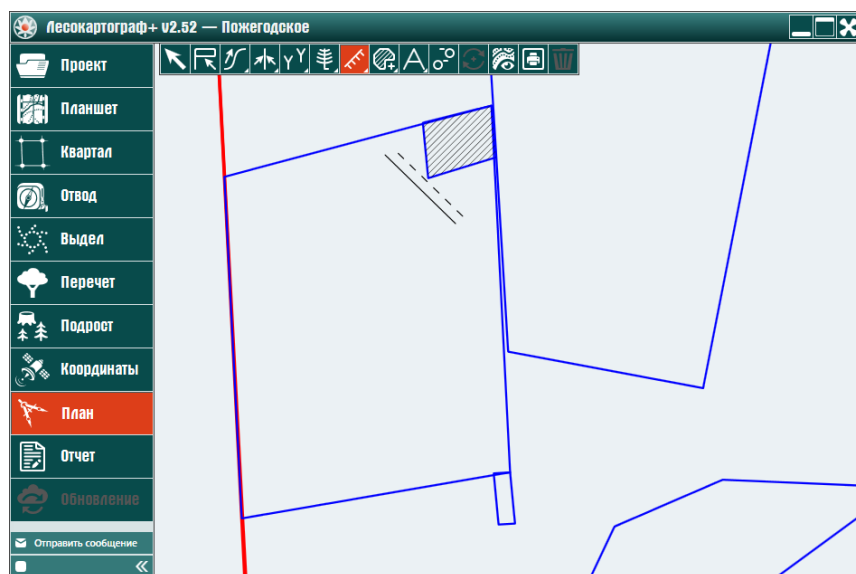 Лесокартограф+ v2.52 — Пожегодское
Проект
Планшет
Квартал
Отвод
Выдел
Перечет
Подрост
Координаты
План
Отчет
Обновление
Отправить сообщение